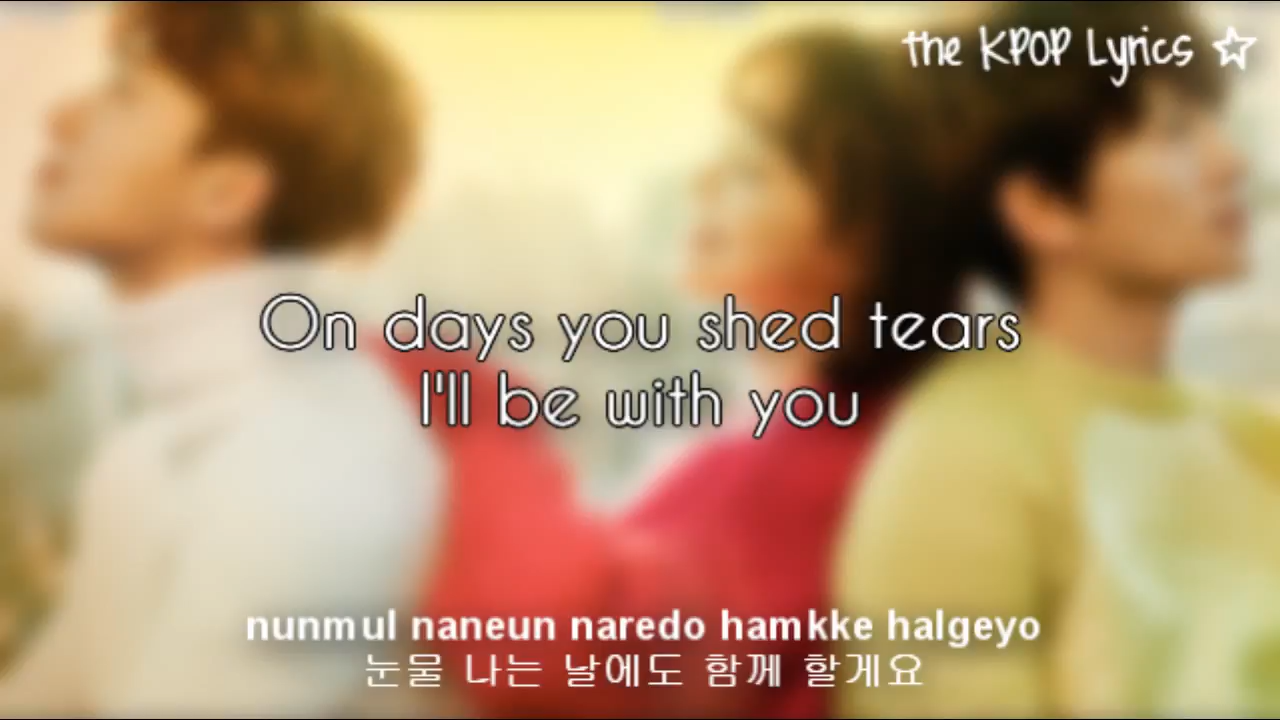 the KPOP Lyrics ☆
On days you shed tears
I'll be with you
nunmul naneun naredo hamkke halgeyo
눈물 나는 날에도 함께 할게요